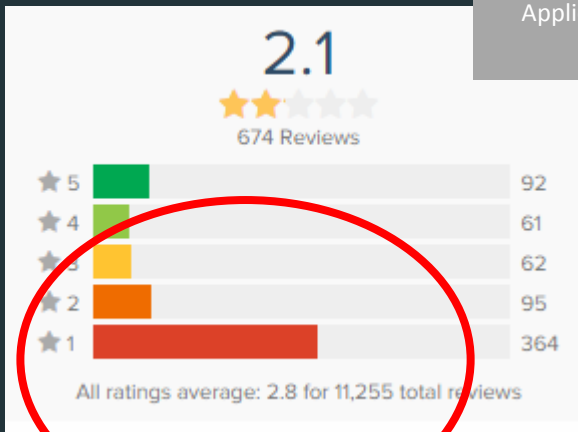 Appli
2.1
674 Reviews
5 92
4 61
3 62
2 95
1 364
All ratings average: 2.8 for 11,255 total reviews